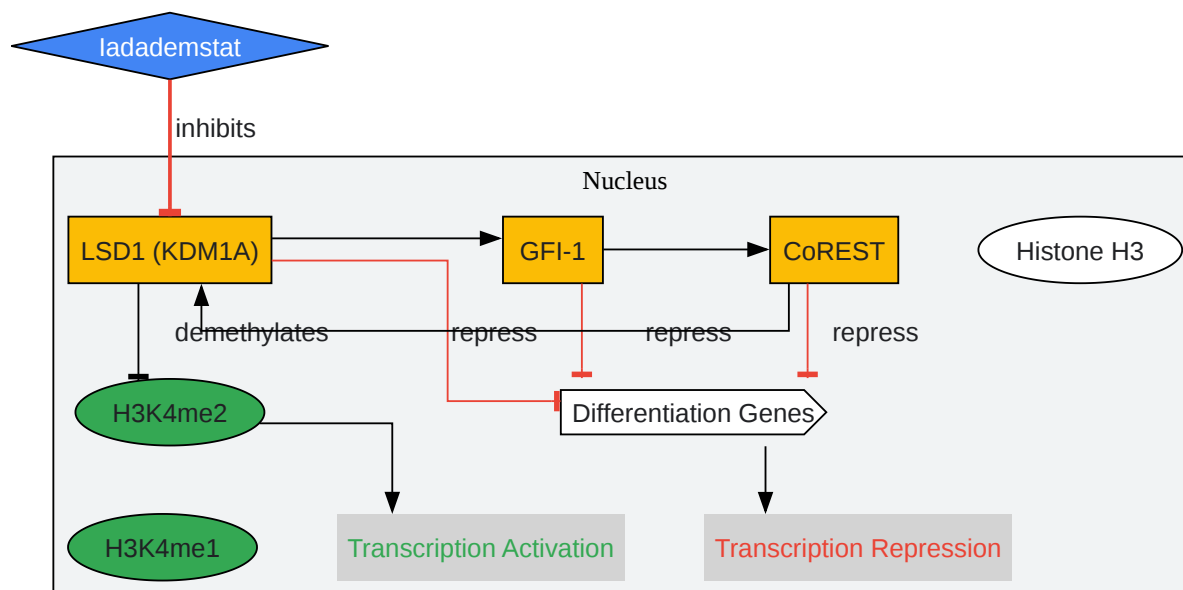 Iadademstat
inhibits
Nucleus
LSD1 (KDM1A)
GFI-1
CoREST
Histone H3
demethylates
repress
repress
repress
H3K4me2
Differentiation Genes
H3K4me1
Transcription Activation
Transcription Repression